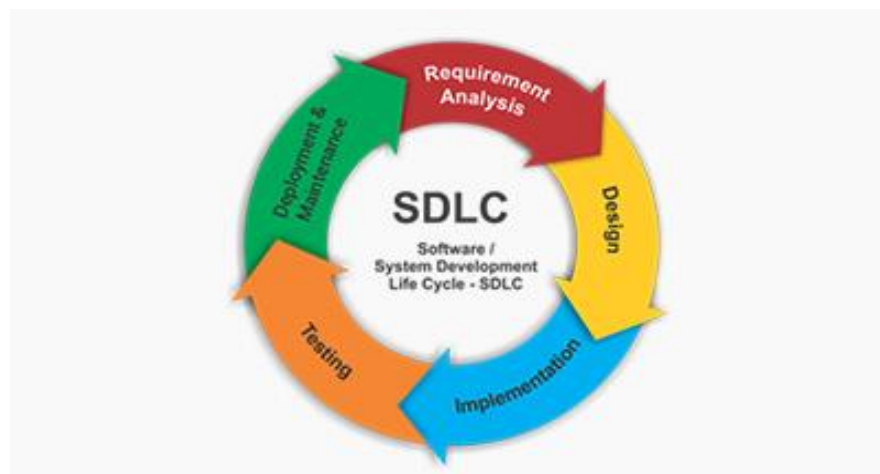 Requirement
Analysis
Design
Implementation
Testing
Deployment &
Maintenance
SDLC
Software /
System Development
Life Cycle - SDLC